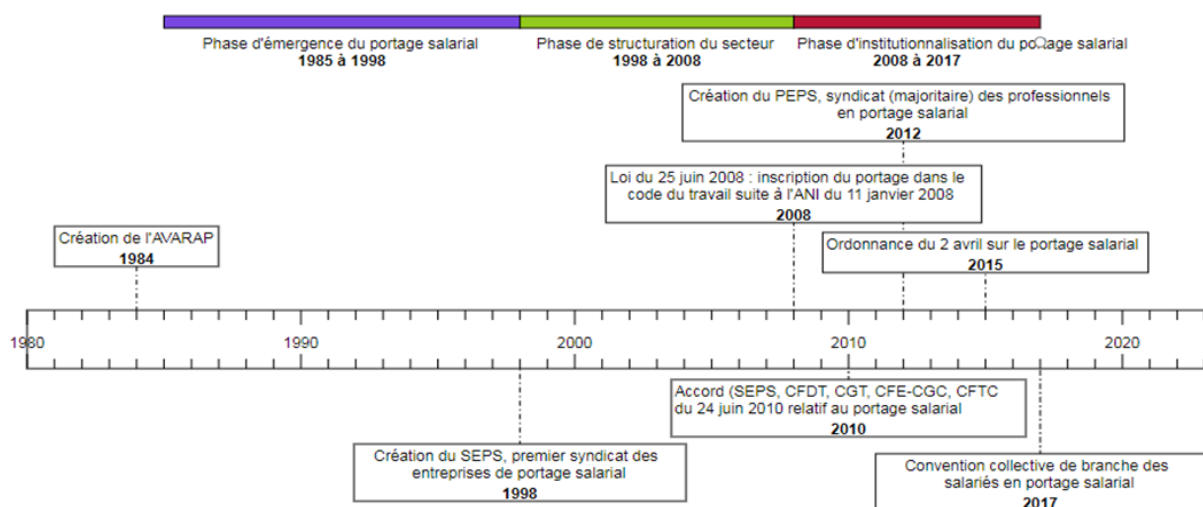 Phase d'émergence du portage salarial
1985 à 1998
Phase de structuration du secteur
1998 à 2008
Phase d'institutionnalisation du portage salarial
2008 à 2017
Création du PEPS, syndicat (majoritaire) des professionnels
en portage salarial
2012
Loi du 25 juin 2008 : inscription du portage dans le
code du travail suite à l'ANI du 11 janvier 2008
2008
Création de l'AVARAP
1984
Ordonnance du 2 avril sur le portage salarial
2015
1980
1990
2000
2010
2020
Accord (SEPS, CFDT, CGT, CFE-CGC, CFTC
du 24 juin 2010 relatif au portage salarial
2010
Création du SEPS, premier syndicat des
entreprises de portage salarial
1998
Convention collective de branche des
salariés en portage salarial
2017